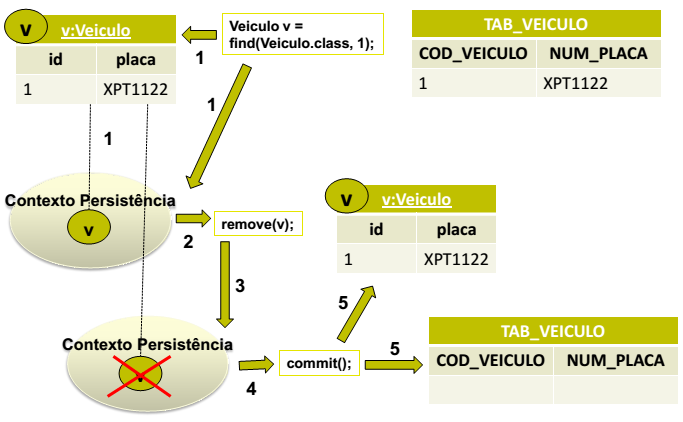 v
v:Veiculo
id placa
1 XPT1122
Veiculo v =
find(Veiculo.class, 1);
TAB_VEICULO
COD_VEICULO NUM_PLACA
1 XPT1122
1
1
1
Contexto Persistência
v
2
remove(v);
3
v
v:Veiculo
id placa
1 XPT1122
Contexto Persistência
4
commit();
5
5
TAB_VEICULO
COD_VEICULO NUM_PLACA